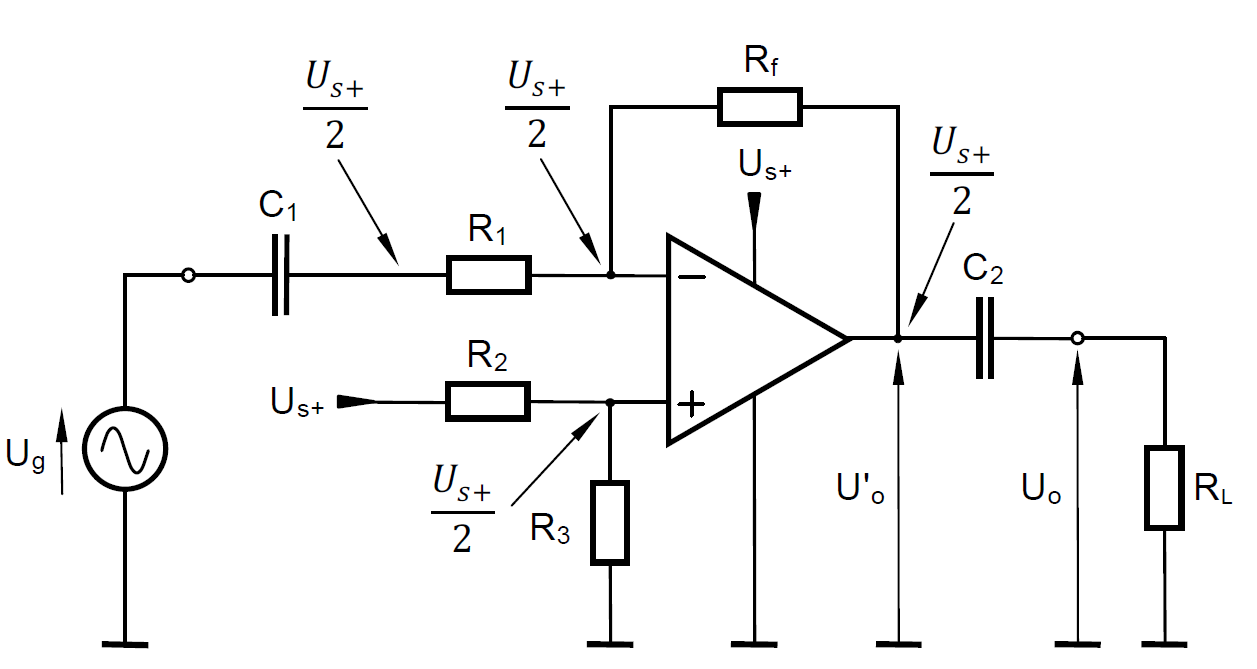 R_f
U_{s+}/2
U_{s+}/2
U_{s+}/2
U_{s+}
C_1
R_1
C_2
−
R_2
U_{s+}
+
U_g
U_{s+}/2
R_3
U'_o
U_o
R_L